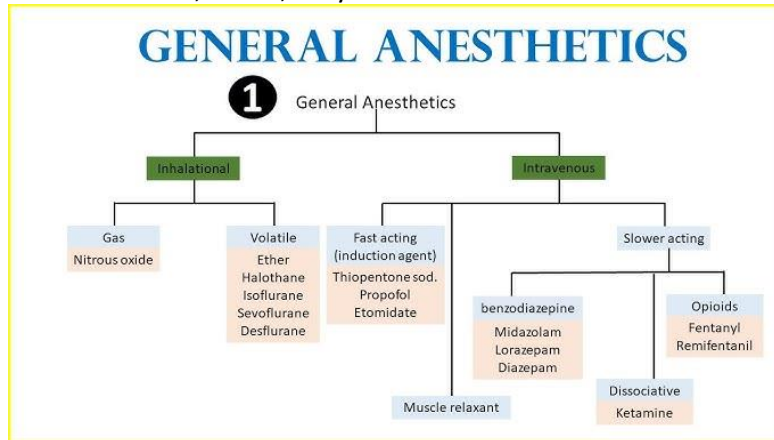 GENERAL ANESTHETICS
1
General Anesthetics
Inhalational
Intravenous
Gas
Nitrous oxide
Volatile
Ether
Halothane
Isoflurane
Sevoflurane
Desflurane
Fast acting
(induction agent)
Thiopentone sod.
Propofol
Etomidate
Muscle relaxant
Slower acting
benzodiazepine
Midazolam
Lorazepam
Diazepam
Dissociative
Ketamine
Opioids
Fentanyl
Remifentanil